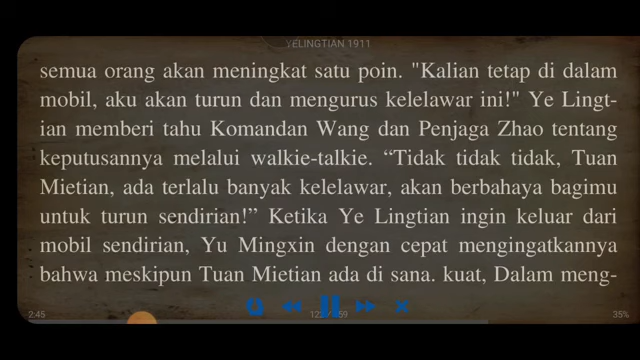 YELINGTIAN 1911
semua orang akan meningkat satu poin. "Kalian tetap di dalam
mobil, aku akan turun dan mengurus kelelawar ini!" Ye Lingt-
ian memberi tahu Komandan Wang dan Penjaga Zhao tentang
keputusannya melalui walkie-talkie. “Tidak tidak tidak, Tuan
Mietian, ada terlalu banyak kelelawar, akan berbahaya bagimu
untuk turun sendirian!” Ketika Ye Lingtian ingin keluar dari
mobil sendirian, Yu Mingxin dengan cepat mengingatkannya
bahwa meskipun Tuan Mietian ada di sana. kuat, Dalam meng-
2:45
35%